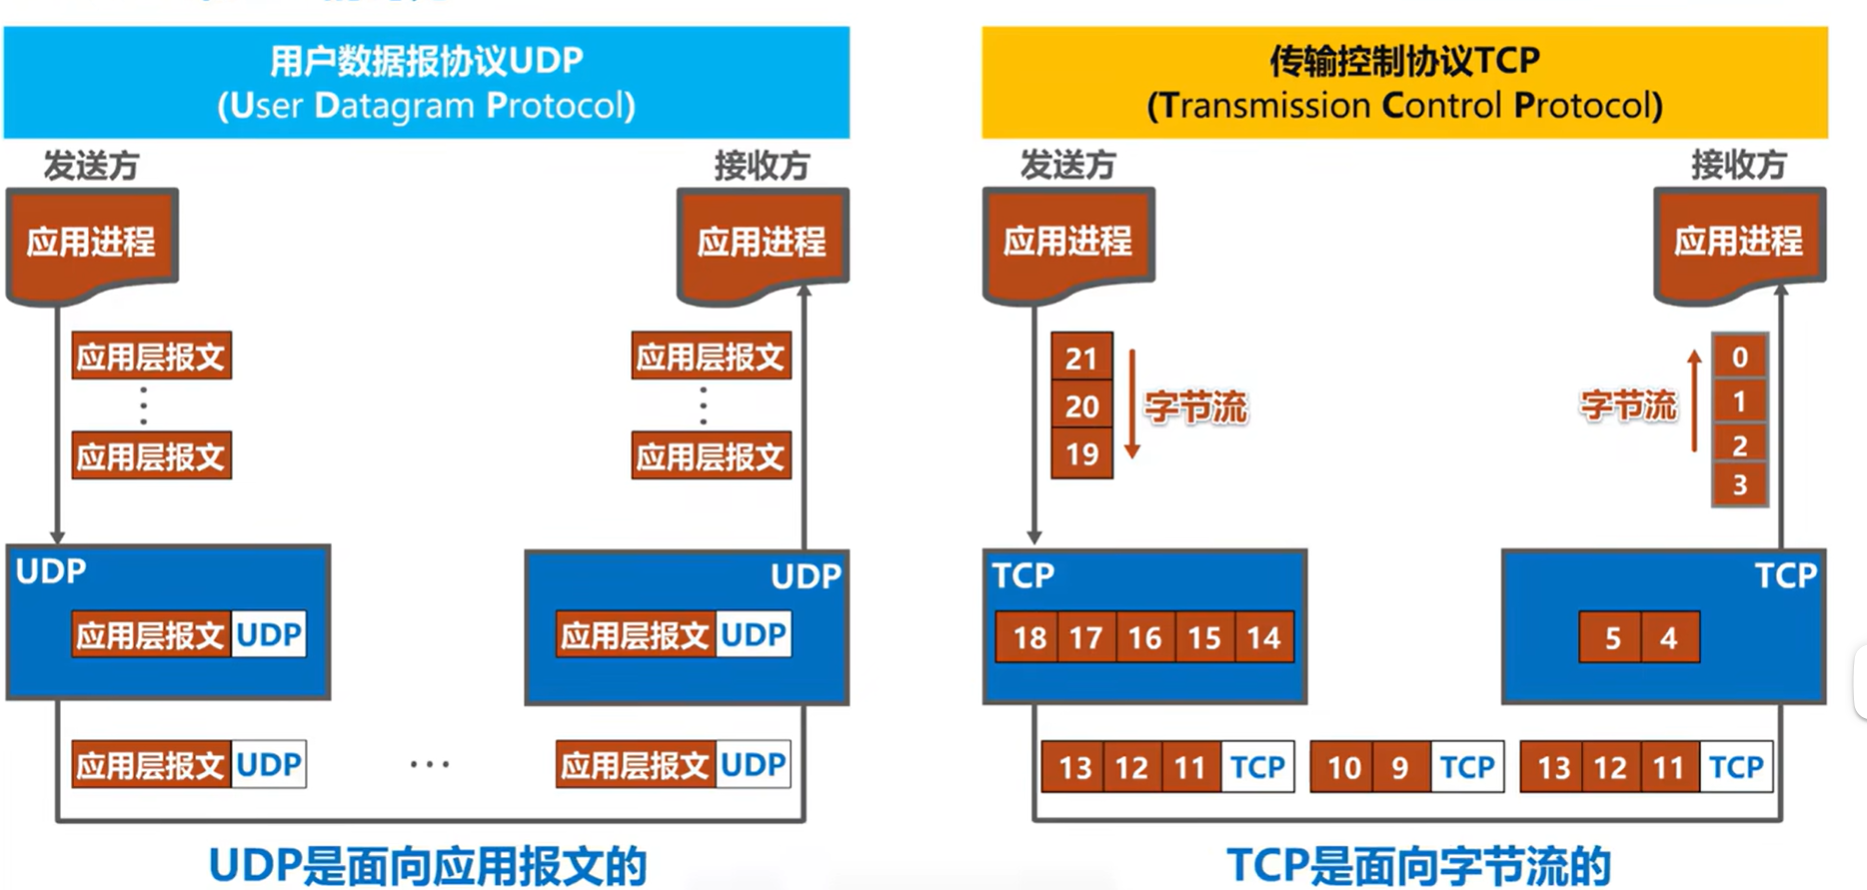 用户数据报协议UDP
(User Datagram Protocol)
发送方
接收方
应用进程
应用进程
应用层报文
应用层报文
应用层报文
应用层报文
UDP
UDP
应用层报文 UDP
应用层报文 UDP
应用层报文 UDP
...
应用层报文 UDP
UDP是面向应用报文的
传输控制协议TCP
(Transmission Control Protocol)
发送方
接收方
应用进程
应用进程
21
20
19
字节流
字节流
0
1
2
3
TCP
TCP
18 17 16 15 14
5 4
13 12 11 TCP
10 9 TCP
13 12 11 TCP
TCP是面向字节流的